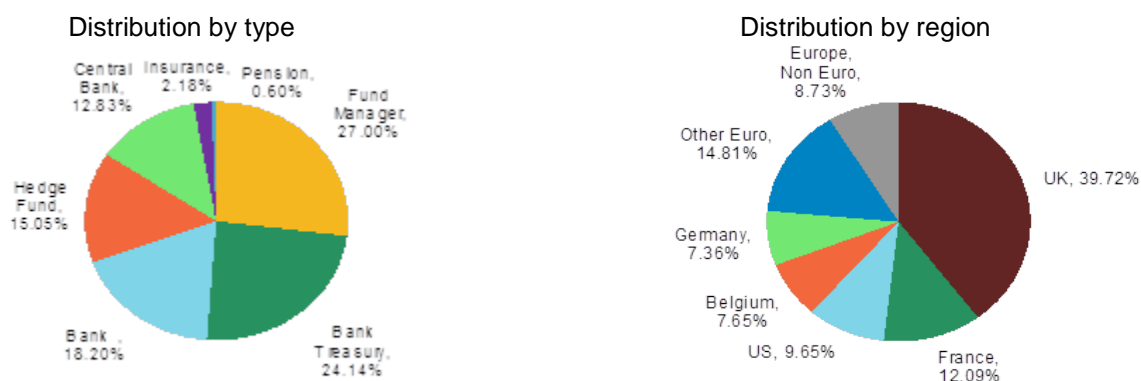 Distribution by type
Central
Bank,
12.83%
Insurance,
2.18%
Pension,
0.60%
Fund
Manager,
27.00%
Hedge
Fund,
15.05%
Bank ,
18.20%
Bank
Treasury,
24.14%
Distribution by region
Europe,
Non Euro,
8.73%
Other Euro,
14.81%
UK, 39.72%
Germany,
7.36%
Belgium,
7.65%
US, 9.65%
France,
12.09%